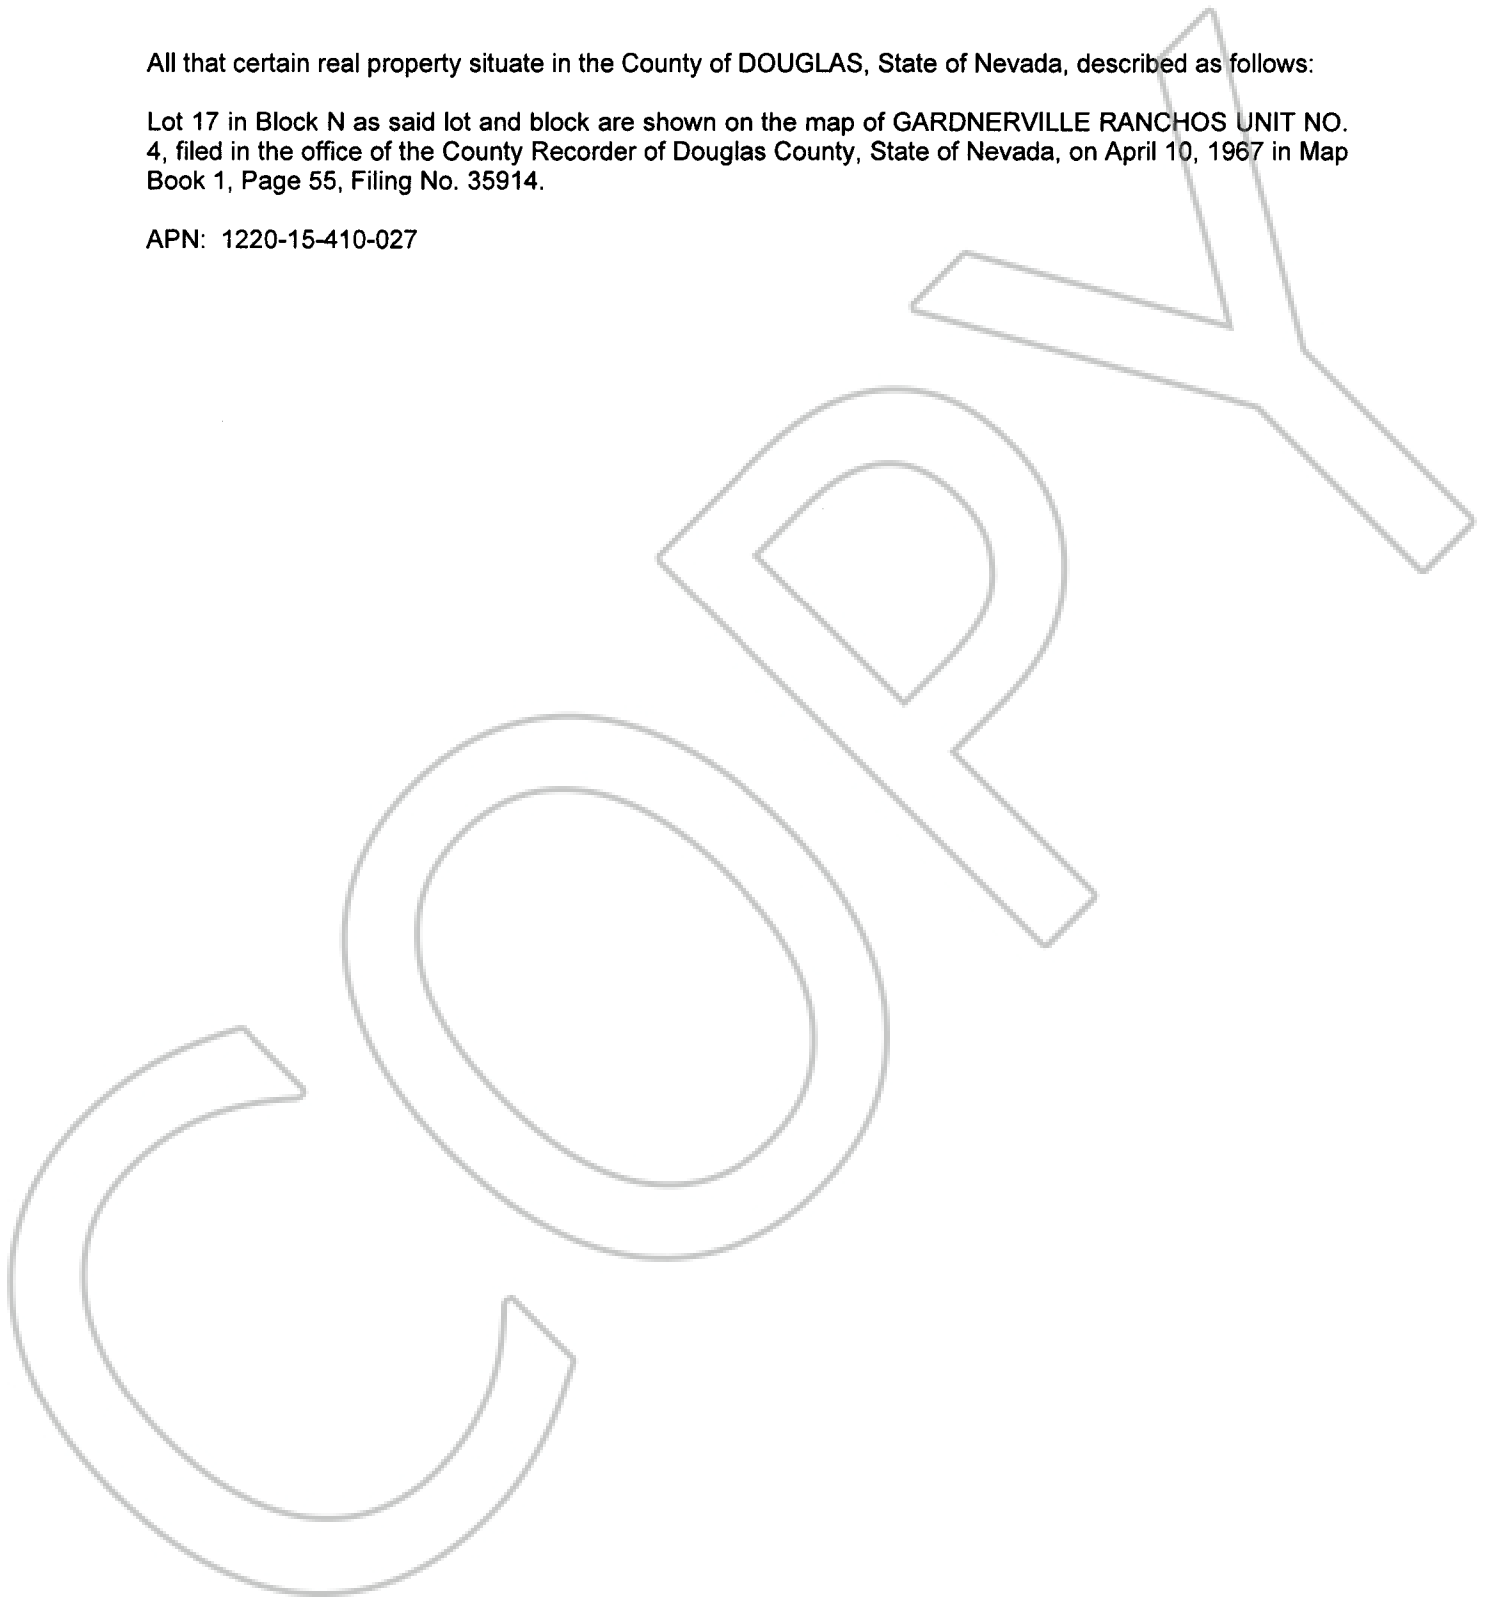 All that certain real property situate in the County of DOUGLAS, State of Nevada, described as follows:
Lot 17 in Block N as said lot and block are shown on the map of GARDNERVILLE RANCHOS UNIT NO.
4, filed in the office of the County Recorder of Douglas County, State of Nevada, on April 10, 1967 in Map
Book 1, Page 55, Filing No. 35914.
APN: 1220-15-410-027
COPY